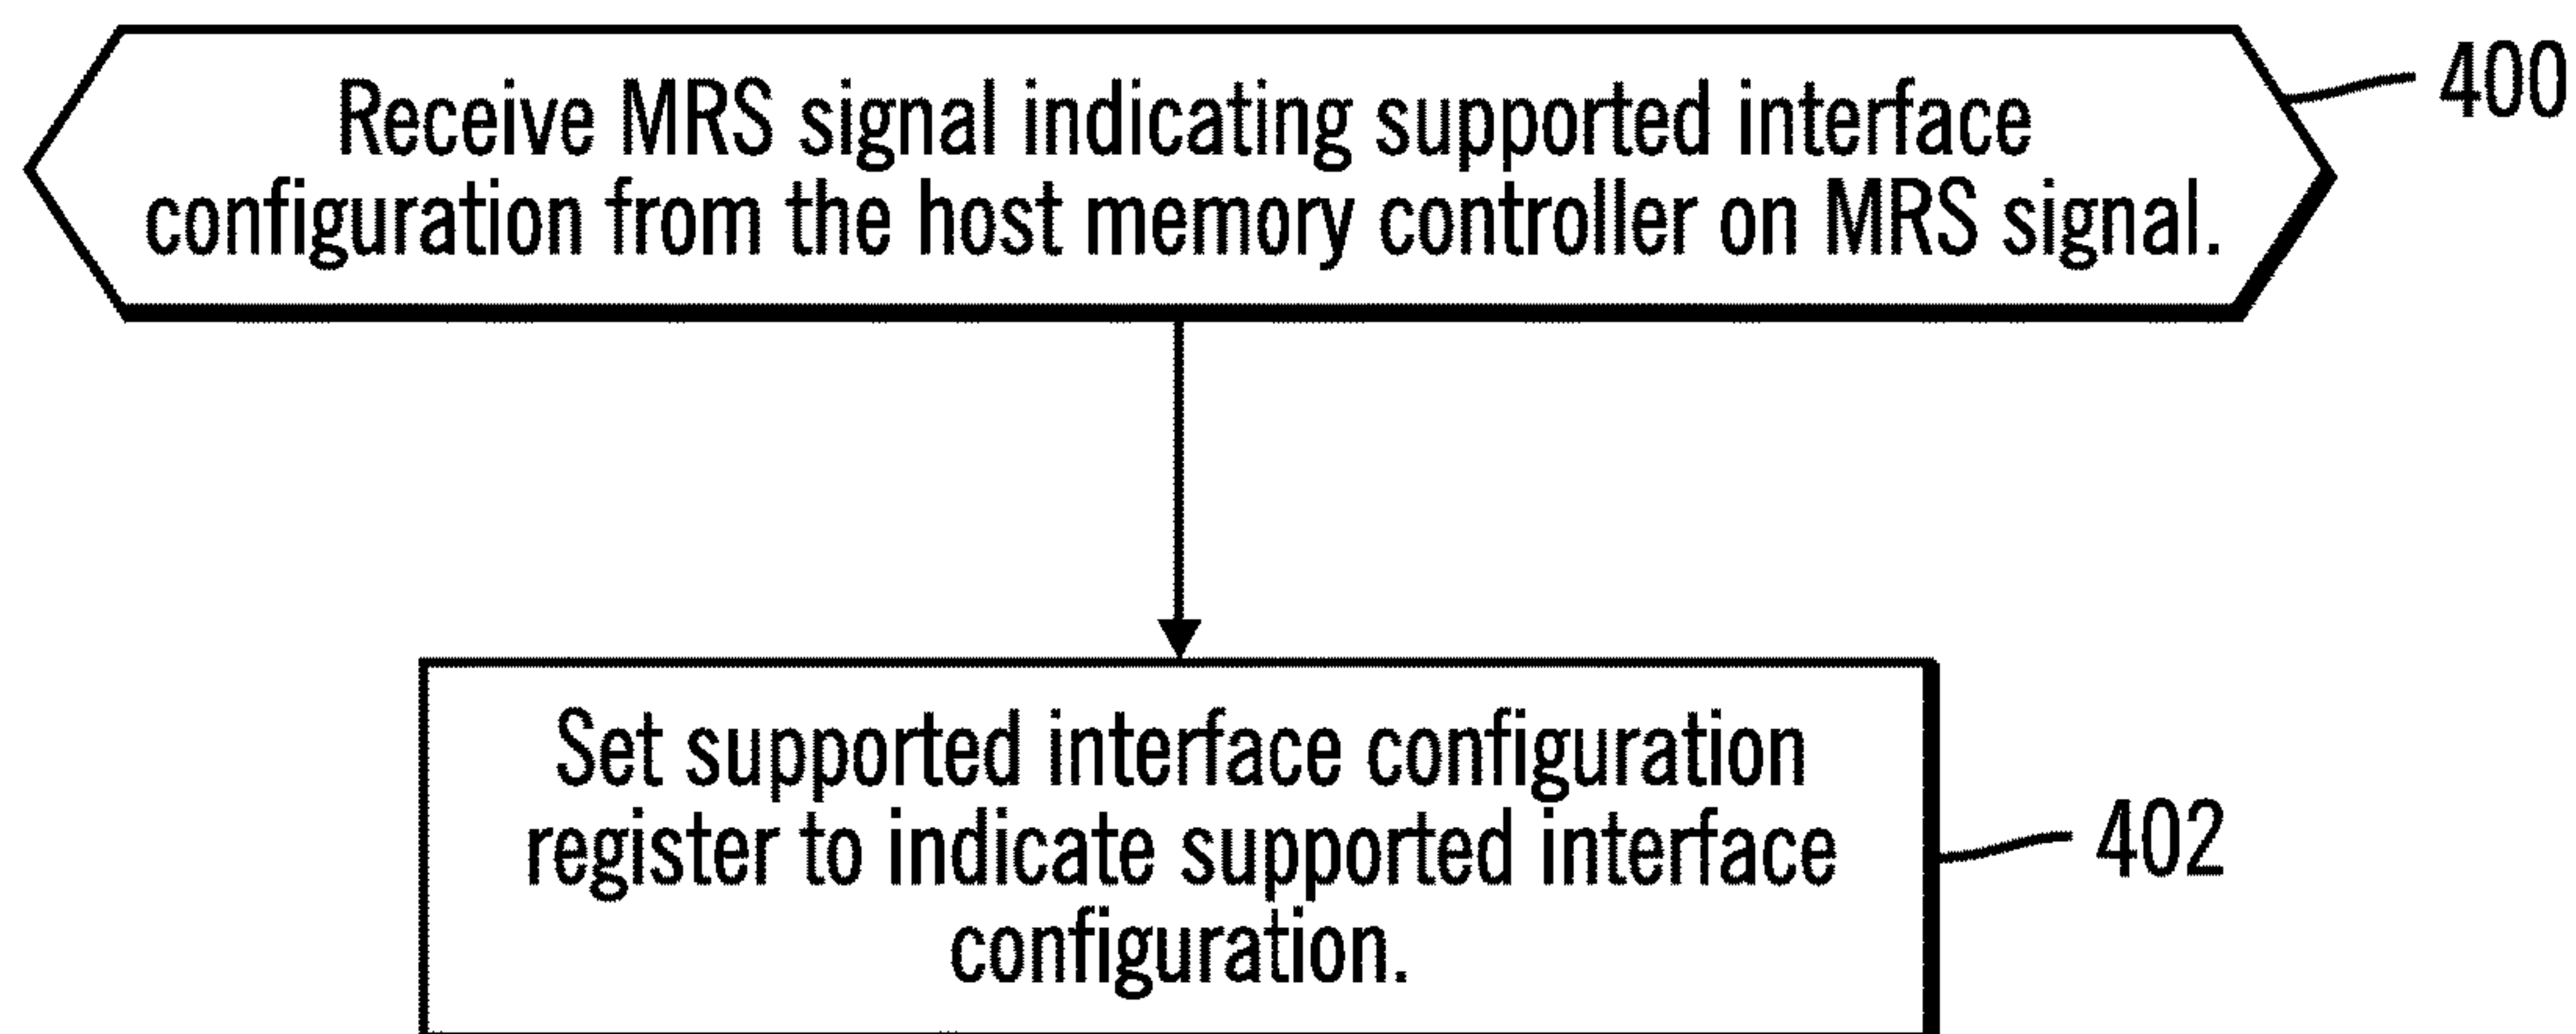 Receive MRS signal indicating supported interface
configuration from the host memory controller on MRS signal.
400
Set supported interface configuration
register to indicate supported interface
configuration.
402